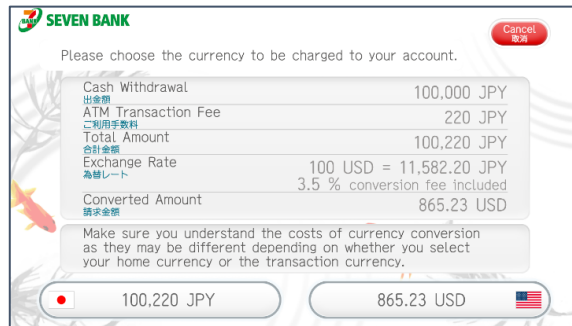 SEVEN BANK
Cancel
取消
Please choose the currency to be charged to your account.
Cash Withdrawal
出金額
100,000 JPY
ATM Transaction Fee
ご利用手数料
220 JPY
Total Amount
合計金額
100,220 JPY
Exchange Rate
為替レート
100 USD = 11,582.20 JPY
3.5 % conversion fee included
Converted Amount
請求金額
865.23 USD
Make sure you understand the costs of currency conversion
as they may be different depending on whether you select
your home currency or the transaction currency.
100,220 JPY
865.23 USD